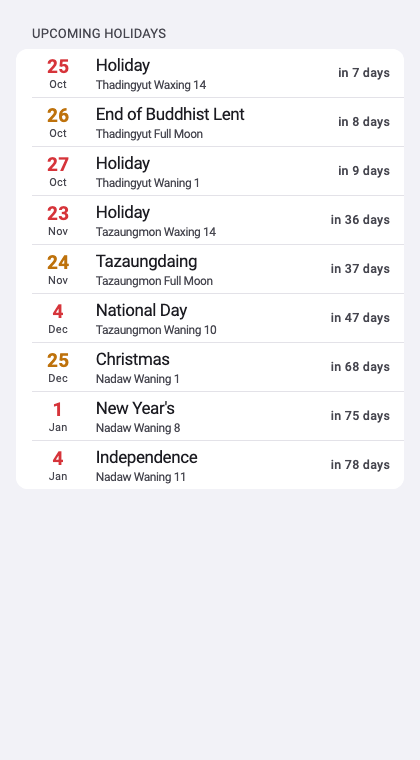 UPCOMING HOLIDAYS
25 Holiday in 7 days
Oct Thadingyut Waxing 14
26 End of Buddhist Lent in 8 days
Oct Thadingyut Full Moon
27 Holiday in 9 days
Oct Thadingyut Waning 1
23 Holiday in 36 days
Nov Tazaungmon Waxing 14
24 Tazaungdaing in 37 days
Nov Tazaungmon Full Moon
4 National Day in 47 days
Dec Tazaungmon Waning 10
25 Christmas in 68 days
Dec Nadaw Waning 1
1 New Year's in 75 days
Jan Nadaw Waning 8
4 Independence in 78 days
Jan Nadaw Waning 11